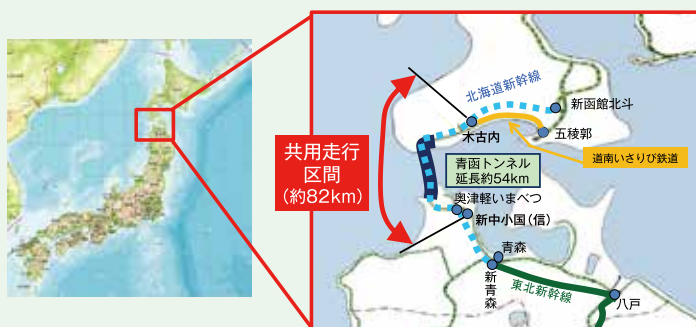 共用走行
区間
(約82km)
北海道新幹線
新函館北斗
木古内
五稜郭
道南いさりび鉄道
青函トンネル
延長約54km
奥津軽いまべつ
新中小国(信)
青森
新青森
東北新幹線
八戸